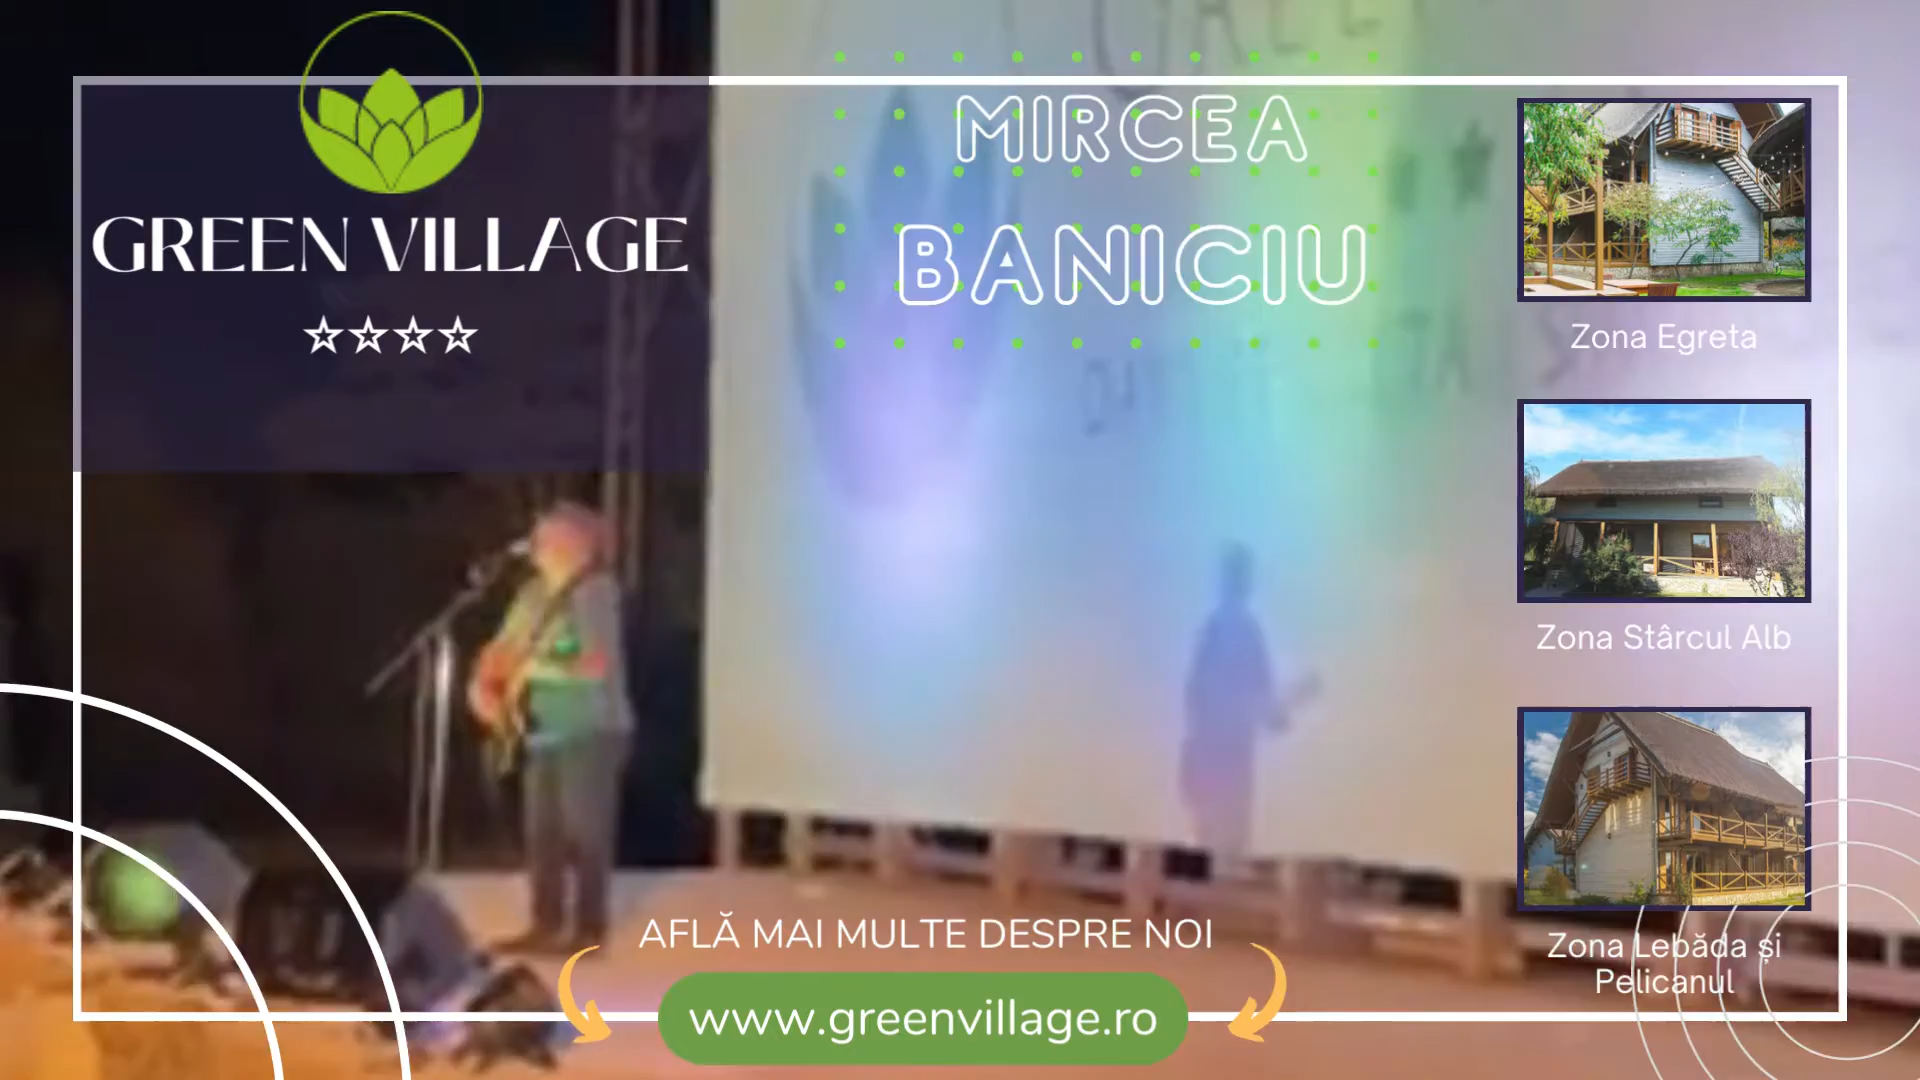 GREEN VILLAGE
MIRCEA
BANICIU
Zona Egreta
Zona Stârcul Alb
Zona Lebăda și
Pelicanul
AFLĂ MAI MULTE DESPRE NOI
www.greenvillage.ro